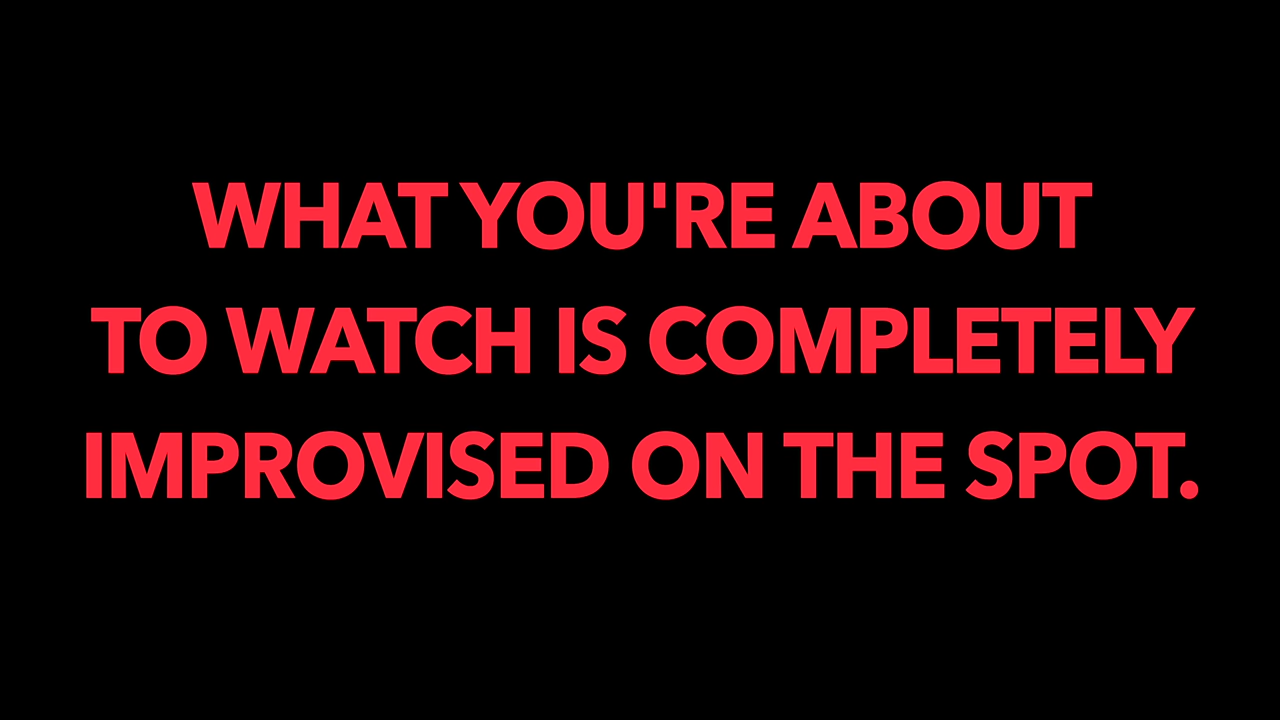 WHAT YOU'RE ABOUT
TO WATCH IS COMPLETELY
IMPROVISED ON THE SPOT.